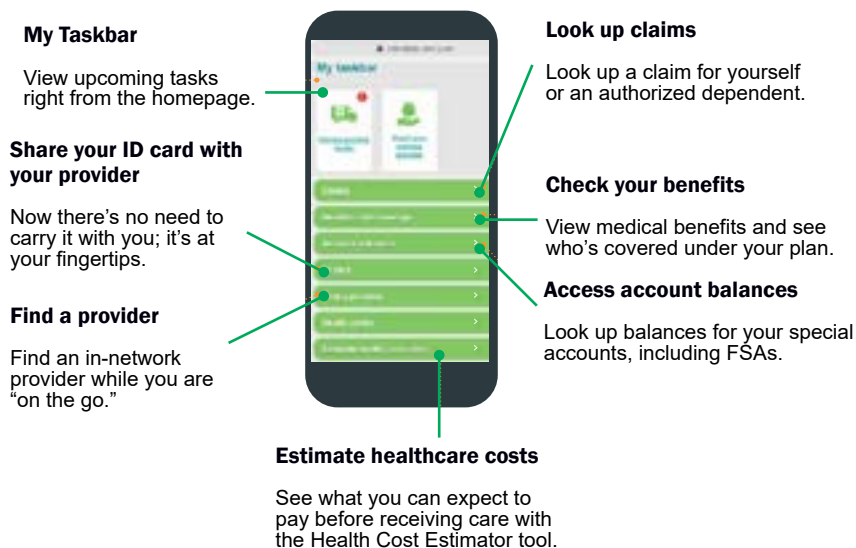 My Taskbar
View upcoming tasks
right from the homepage.
Share your ID card with
your provider
Now there’s no need to
carry it with you; it’s at
your fingertips.
Find a provider
Find an in-network
provider while you are
“on the go.”
My taskbar
Look up claims
Look up a claim for yourself
or an authorized dependent.
Check your benefits
View medical benefits and see
who’s covered under your plan.
Access account balances
Look up balances for your special
accounts, including FSAs.
Estimate healthcare costs
See what you can expect to
pay before receiving care with
the Health Cost Estimator tool.